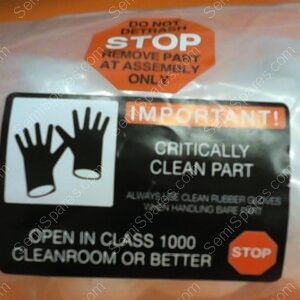 DO NOT
DETRASH
STOP
REMOVE PART
AT ASSEMBLY
ONLY
IMPORTANT!
CRITICALLY
CLEAN PART
ALWAYS USE CLEAN RUBBER GLOVES
WHEN HANDLING BARE PART
OPEN IN CLASS 1000
CLEANROOM OR BETTER
STOP